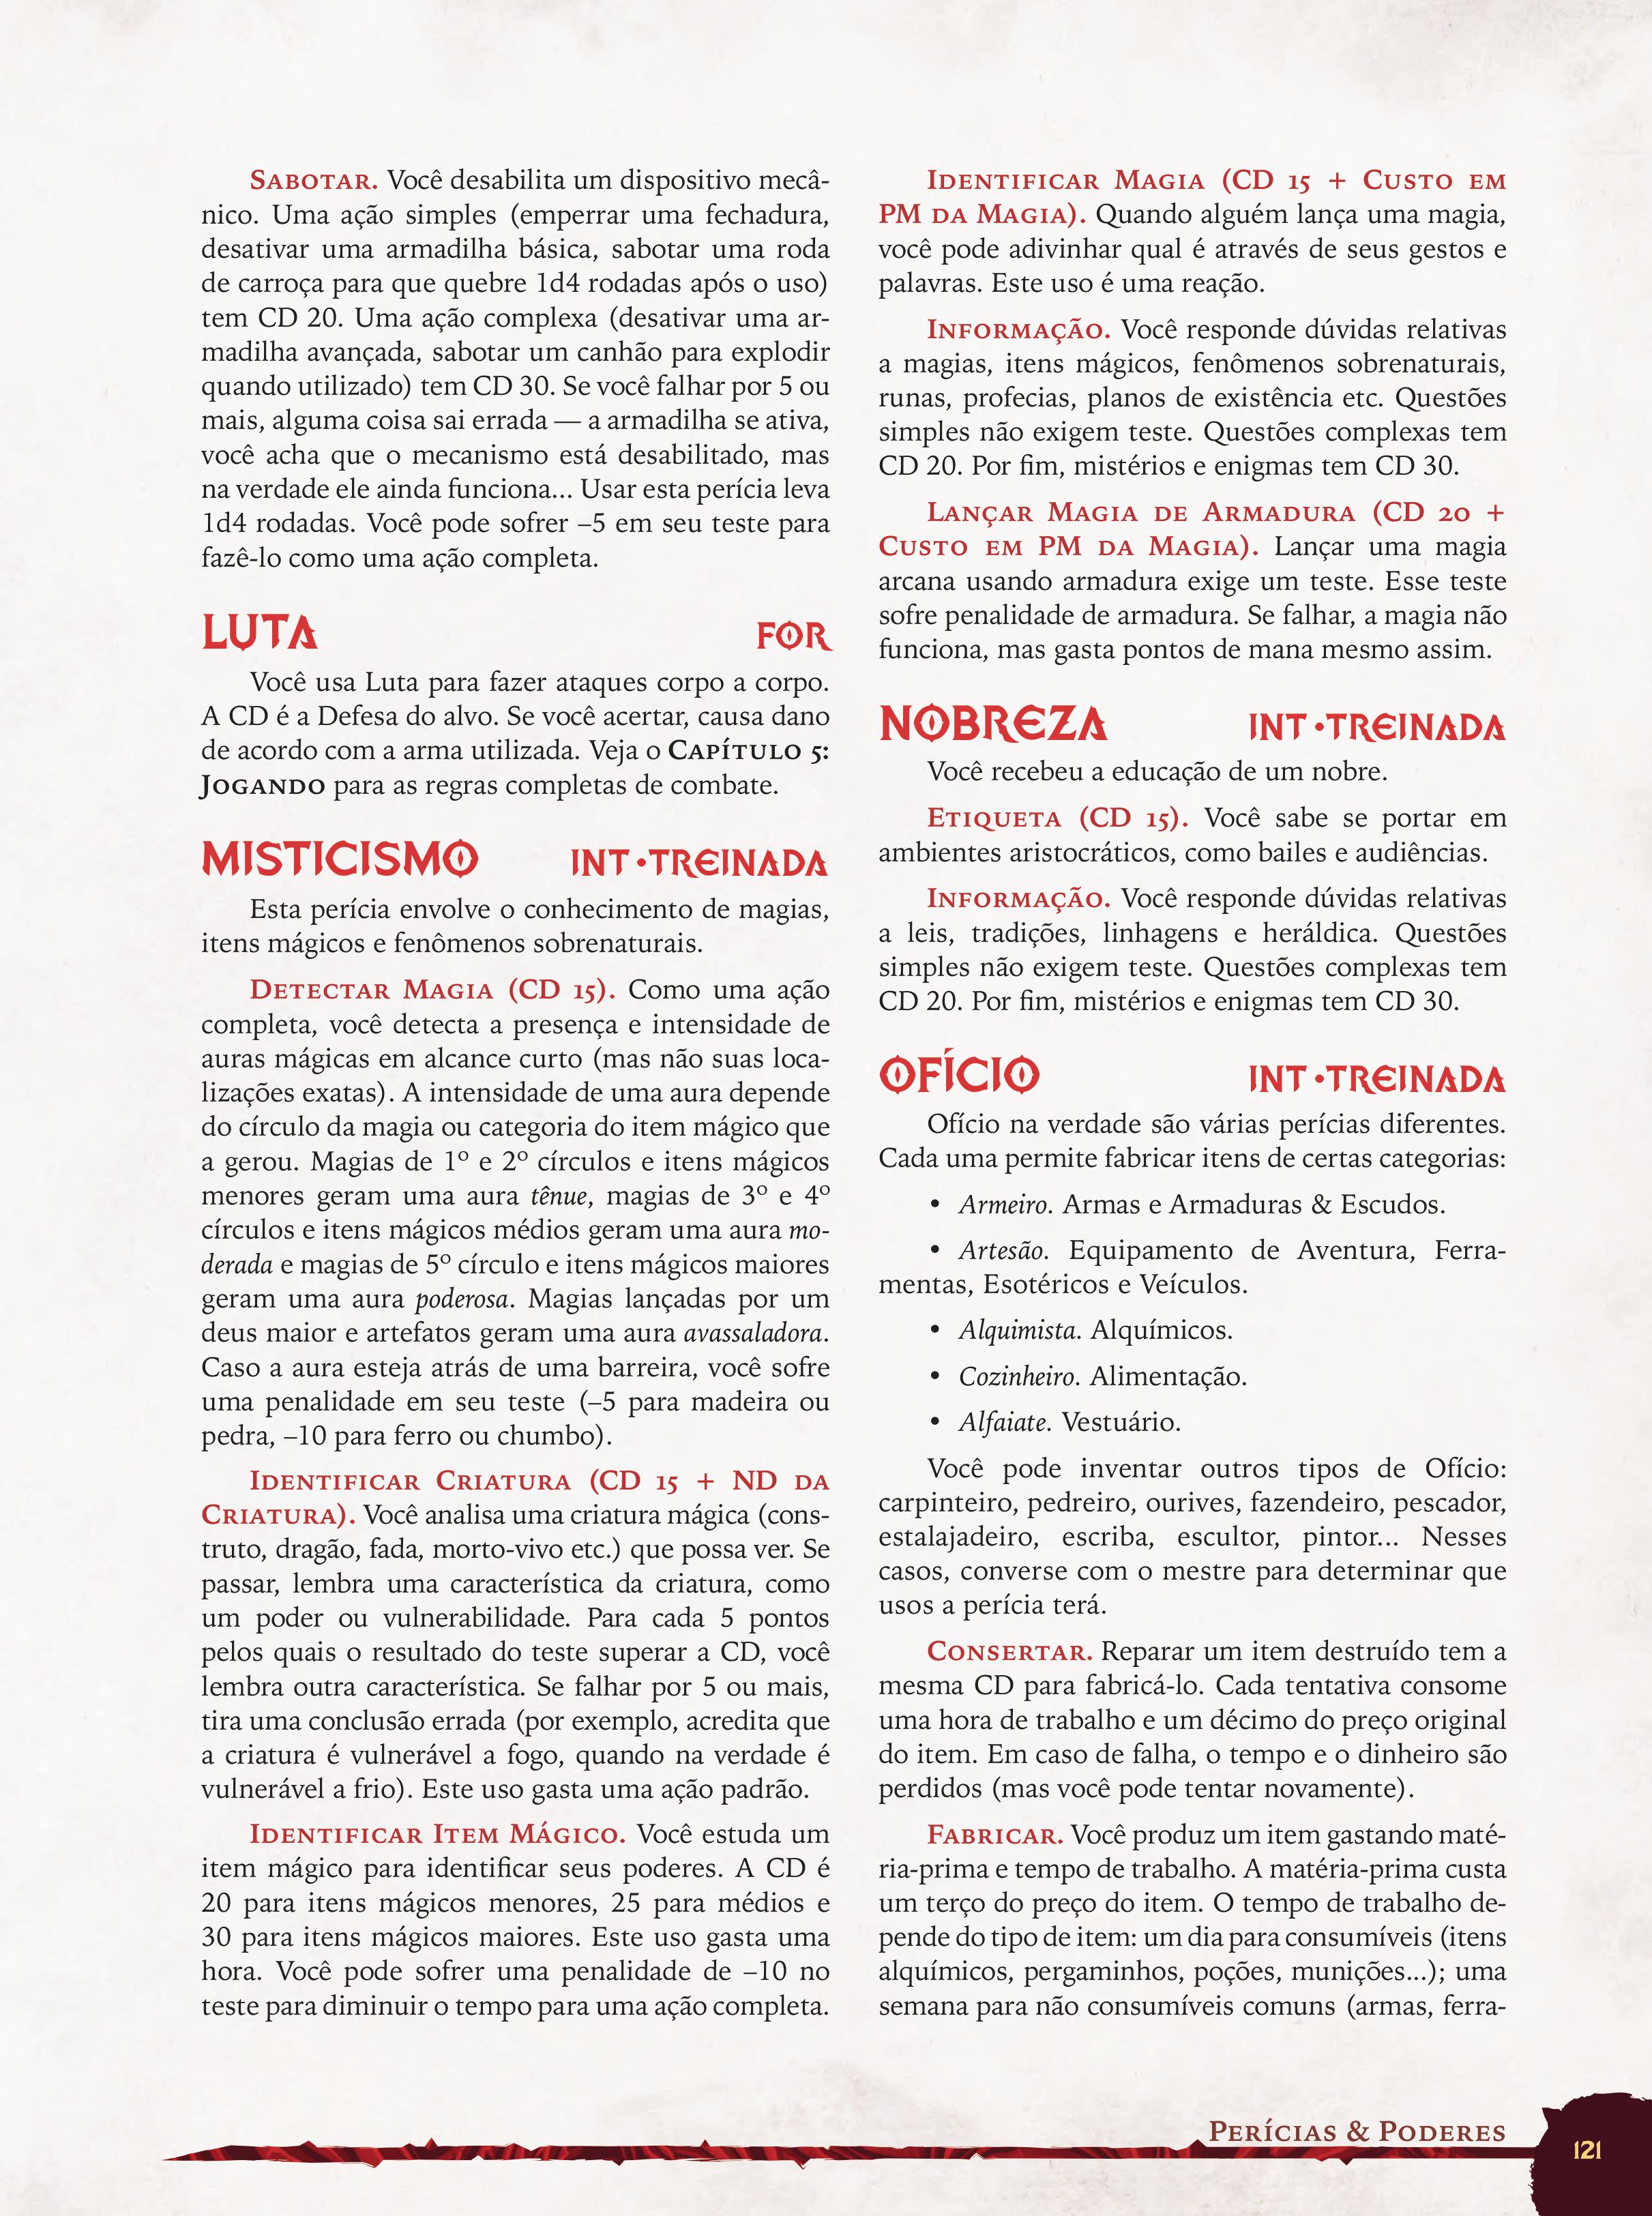 Sabotar. Você desabilita um dispositivo mecâ-
nico. Uma ação simples (emperrar uma fechadura,
desativar uma armadilha básica, sabotar uma roda
de carroça para que quebre 1d4 rodadas após o uso)
tem CD 20. Uma ação complexa (desativar uma ar-
madilha avançada, sabotar um canhão para explodir
quando utilizado) tem CD 30. Se você falhar por 5 ou
mais, alguma coisa sai errada — a armadilha se ativa,
você acha que o mecanismo está desabilitado, mas
na verdade ele ainda funciona... Usar esta perícia leva
1d4 rodadas. Você pode sofrer –5 em seu teste para
fazê-lo como uma ação completa.
LUTA FOR
Você usa Luta para fazer ataques corpo a corpo.
A CD é a Defesa do alvo. Se você acertar, causa dano
de acordo com a arma utilizada. Veja o Capítulo 5:
Jogando para as regras completas de combate.
MISTICISMO INT •TREINADA
Esta perícia envolve o conhecimento de magias,
itens mágicos e fenômenos sobrenaturais.
Detectar Magia (CD 15). Como uma ação
completa, você detecta a presença e intensidade de
auras mágicas em alcance curto (mas não suas loca-
lizações exatas). A intensidade de uma aura depende
do círculo da magia ou categoria do item mágico que
a gerou. Magias de 1º e 2º círculos e itens mágicos
menores geram uma aura tênue, magias de 3º e 4º
círculos e itens mágicos médios geram uma aura mo-
derada e magias de 5º círculo e itens mágicos maiores
geram uma aura poderosa. Magias lançadas por um
deus maior e artefatos geram uma aura avassaladora.
Caso a aura esteja atrás de uma barreira, você sofre
uma penalidade em seu teste (–5 para madeira ou
pedra, –10 para ferro ou chumbo).
Identificar Criatura (CD 15 + ND da
Criatura). Você analisa uma criatura mágica (cons-
truto, dragão, fada, morto-vivo etc.) que possa ver. Se
passar, lembra uma característica da criatura, como
um poder ou vulnerabilidade. Para cada 5 pontos
pelos quais o resultado do teste superar a CD, você
lembra outra característica. Se falhar por 5 ou mais,
tira uma conclusão errada (por exemplo, acredita que
a criatura é vulnerável a fogo, quando na verdade é
vulnerável a frio). Este uso gasta uma ação padrão.
Identificar Item Mágico. Você estuda um
item mágico para identificar seus poderes. A CD é
20 para itens mágicos menores, 25 para médios e
30 para itens mágicos maiores. Este uso gasta uma
hora. Você pode sofrer uma penalidade de –10 no
teste para diminuir o tempo para uma ação completa.
Identificar Magia (CD 15 + Custo em
PM da Magia). Quando alguém lança uma magia,
você pode adivinhar qual é através de seus gestos e
palavras. Este uso é uma reação.
Informação. Você responde dúvidas relativas
a magias, itens mágicos, fenômenos sobrenaturais,
runas, profecias, planos de existência etc. Questões
simples não exigem teste. Questões complexas tem
CD 20. Por fim, mistérios e enigmas tem CD 30.
Lançar Magia de Armadura (CD 20 +
Custo em PM da Magia). Lançar uma magia
arcana usando armadura exige um teste. Esse teste
sofre penalidade de armadura. Se falhar, a magia não
funciona, mas gasta pontos de mana mesmo assim.
NOBREZA INT •TREINADA
Você recebeu a educação de um nobre.
Etiqueta (CD 15). Você sabe se portar em
ambientes aristocráticos, como bailes e audiências.
Informação. Você responde dúvidas relativas
a leis, tradições, linhagens e heráldica. Questões
simples não exigem teste. Questões complexas tem
CD 20. Por fim, mistérios e enigmas tem CD 30.
OFÍCIO INT •TREINADA
Ofício na verdade são várias perícias diferentes.
Cada uma permite fabricar itens de certas categorias:
• Armeiro. Armas e Armaduras & Escudos.
• Artesão. Equipamento de Aventura, Ferra-
mentas, Esotéricos e Veículos.
• Alquimista. Alquímicos.
• Cozinheiro. Alimentação.
• Alfaiate. Vestuário.
Você pode inventar outros tipos de Ofício:
carpinteiro, pedreiro, ourives, fazendeiro, pescador,
estalajadeiro, escriba, escultor, pintor... Nesses
casos, converse com o mestre para determinar que
usos a perícia terá.
Consertar. Reparar um item destruído tem a
mesma CD para fabricá-lo. Cada tentativa consome
uma hora de trabalho e um décimo do preço original
do item. Em caso de falha, o tempo e o dinheiro são
perdidos (mas você pode tentar novamente).
Fabricar. Você produz um item gastando maté-
ria-prima e tempo de trabalho. A matéria-prima custa
um terço do preço do item. O tempo de trabalho de-
pende do tipo de item: um dia para consumíveis (itens
alquímicos, pergaminhos, poções, munições...); uma
semana para não consumíveis comuns (armas, ferra-
Perícias & Poderes
121